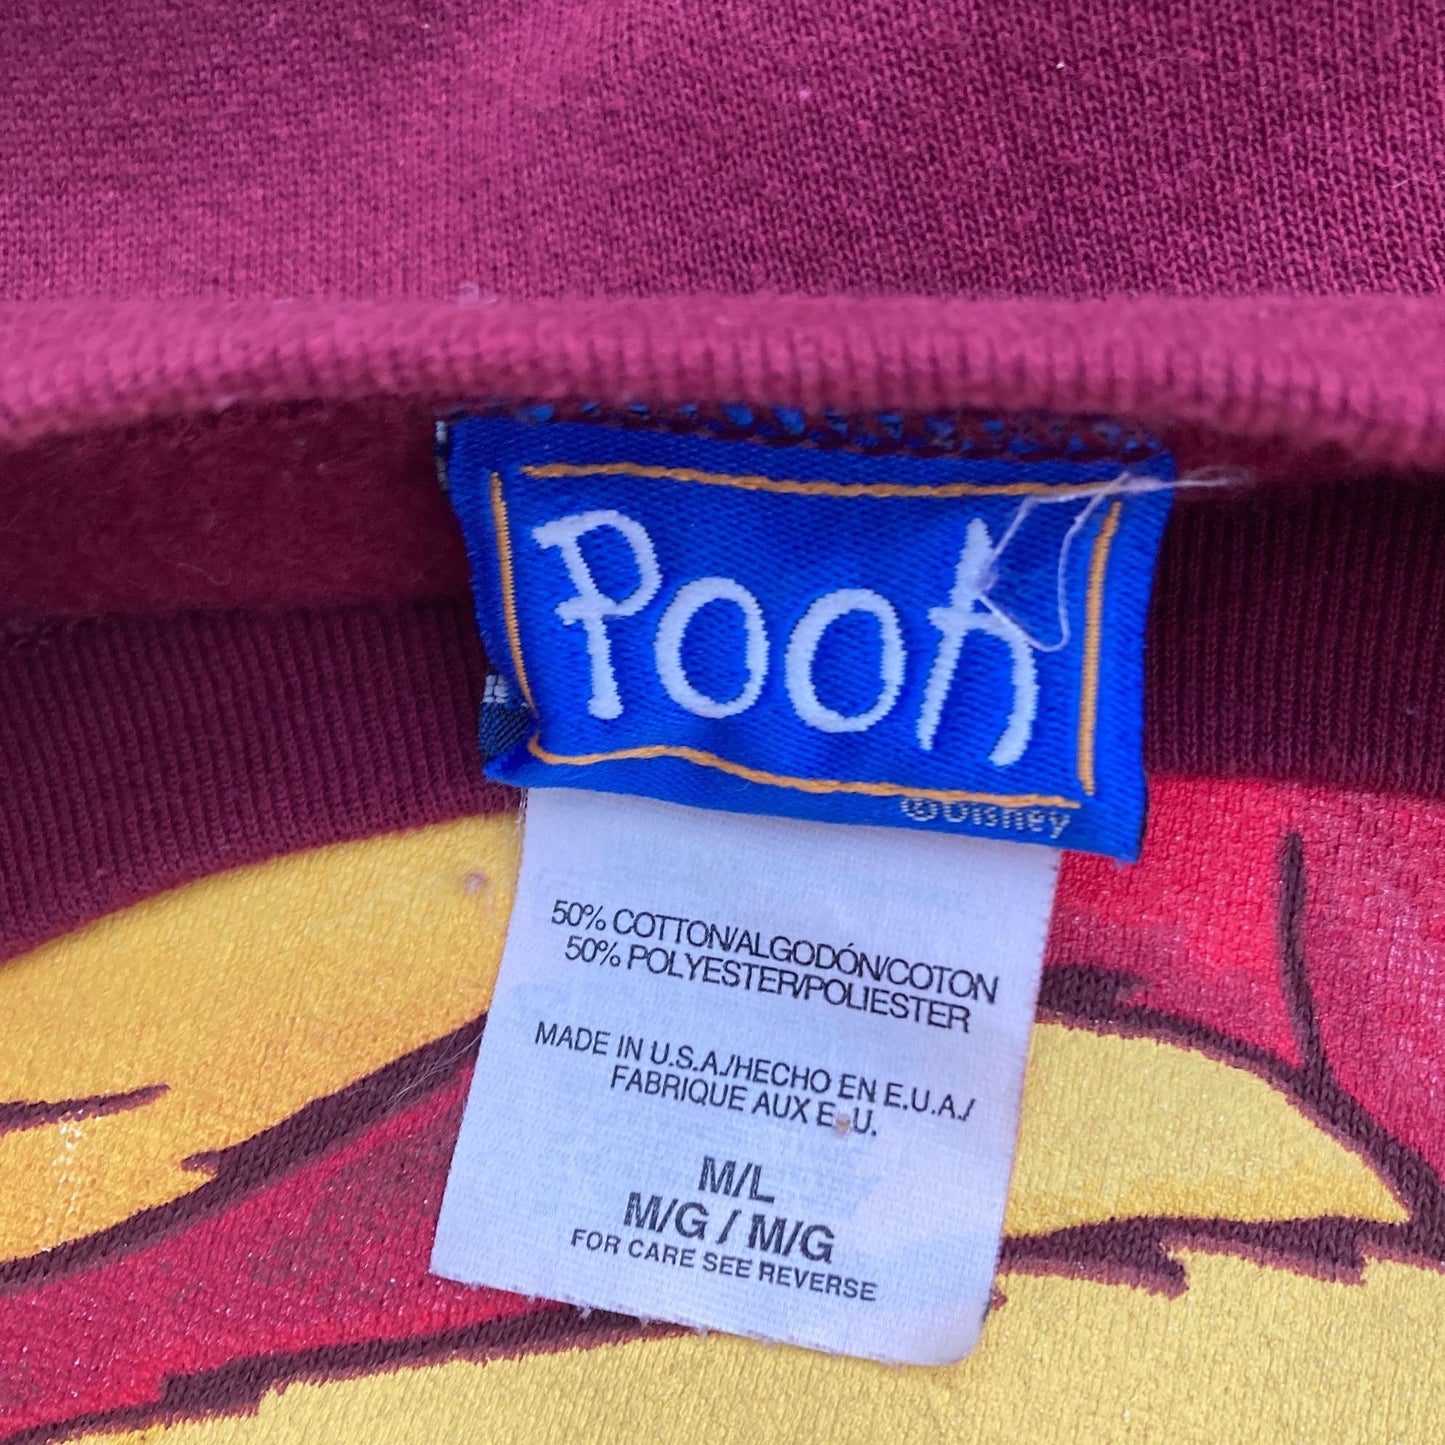 Pooh
©Disney
50% COTTON/ALGODÓN/COTON
50% POLYESTER/POLIESTER
MADE IN U.S.A./HECHO EN E.U.A./
FABRIQUE AUX E.U.
M/L
M/G / M/G
FOR CARE SEE REVERSE